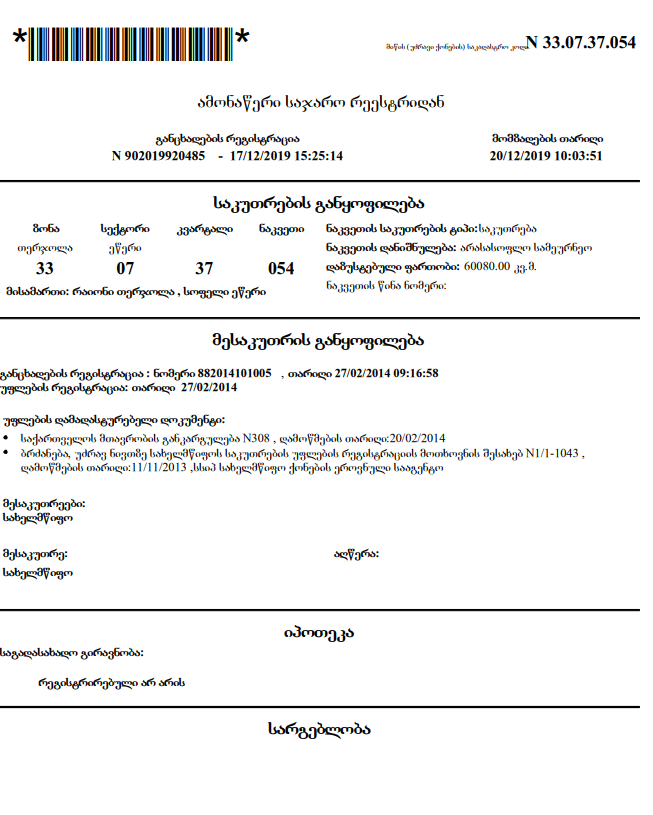 მიწის (უძრავი ქონების) საკადასტრო კოდი N 33.07.37.054
ამონაწერი საჯარო რეესტრიდან
განცხადების რეგისტრაცია მომზადების თარიღი
N 902019920485 - 17/12/2019 15:25:14 20/12/2019 10:03:51
საკუთრების განყოფილება
ზონა სექტორი კვარტალი ნაკვეთი ნაკვეთის საკუთრების ტიპი:საკუთრება
თერჯოლა ეწერი ნაკვეთის დანიშნულება: არასასოფლო სამეურნეო
33 07 37 054 დაზუსტებული ფართობი: 60080.00 კვ.მ.
მისამართი: რაიონი თერჯოლა , სოფელი ეწერი ნაკვეთის წინა ნომერი:
მესაკუთრის განყოფილება
განცხადების რეგისტრაცია : ნომერი 882014101005 , თარიღი 27/02/2014 09:16:58
უფლების რეგისტრაცია: თარიღი 27/02/2014
უფლების დამადასტურებელი დოკუმენტი:
• საქართველოს მთავრობის განკარგულება N308 , დამოწმების თარიღი:20/02/2014
• ბრძანება, უძრავ ნივთზე სახელმწიფოს საკუთრების უფლების რეგისტრაციის მოთხოვნის შესახებ N1/1-1043 ,
დამოწმების თარიღი:11/11/2013 ,სსიპ სახელმწიფო ქონების ეროვნული სააგენტო
მესაკუთრეები:
სახელმწიფო
მესაკუთრე: აღწერა:
სახელმწიფო
იპოთეკა
საგადასახადო გირავნობა:
რეგისტრირებული არ არის
სარგებლობა